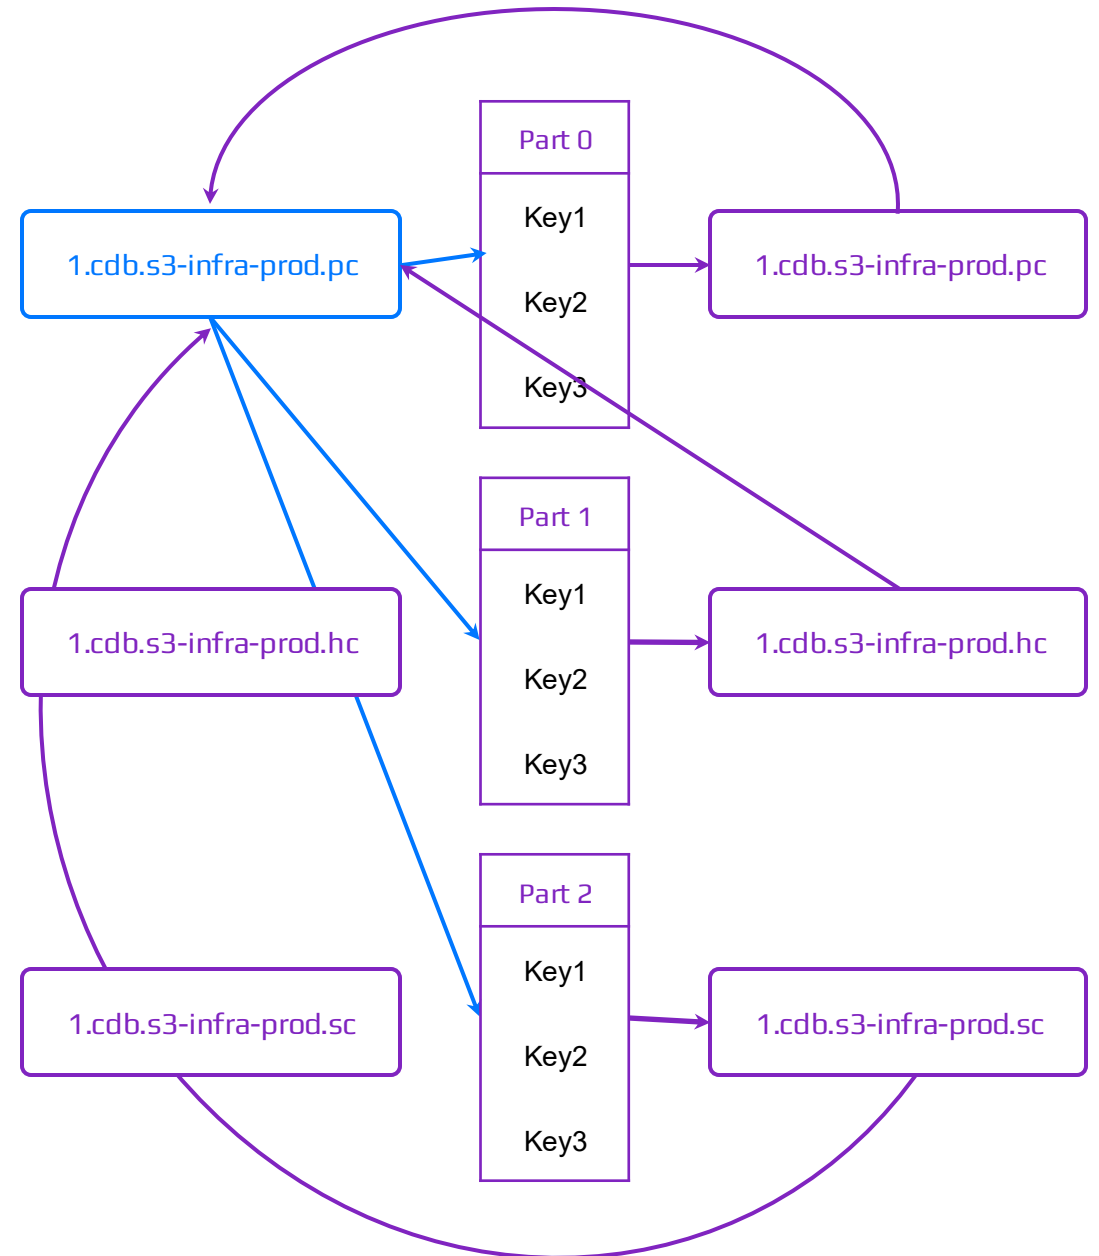 Part 0
Key1
Key2
Key3
1.cdb.s3-infra-prod.pc
1.cdb.s3-infra-prod.pc
Part 1
Key1
Key2
Key3
1.cdb.s3-infra-prod.hc
1.cdb.s3-infra-prod.hc
Part 2
Key1
Key2
Key3
1.cdb.s3-infra-prod.sc
1.cdb.s3-infra-prod.sc